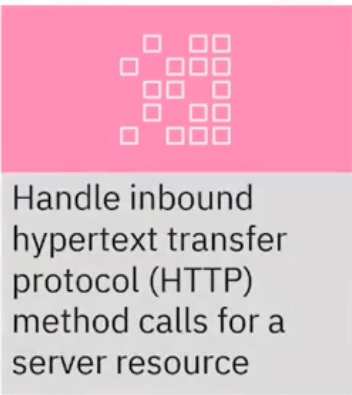 Handle inbound
hypertext transfer
protocol (HTTP)
method calls for a
server resource